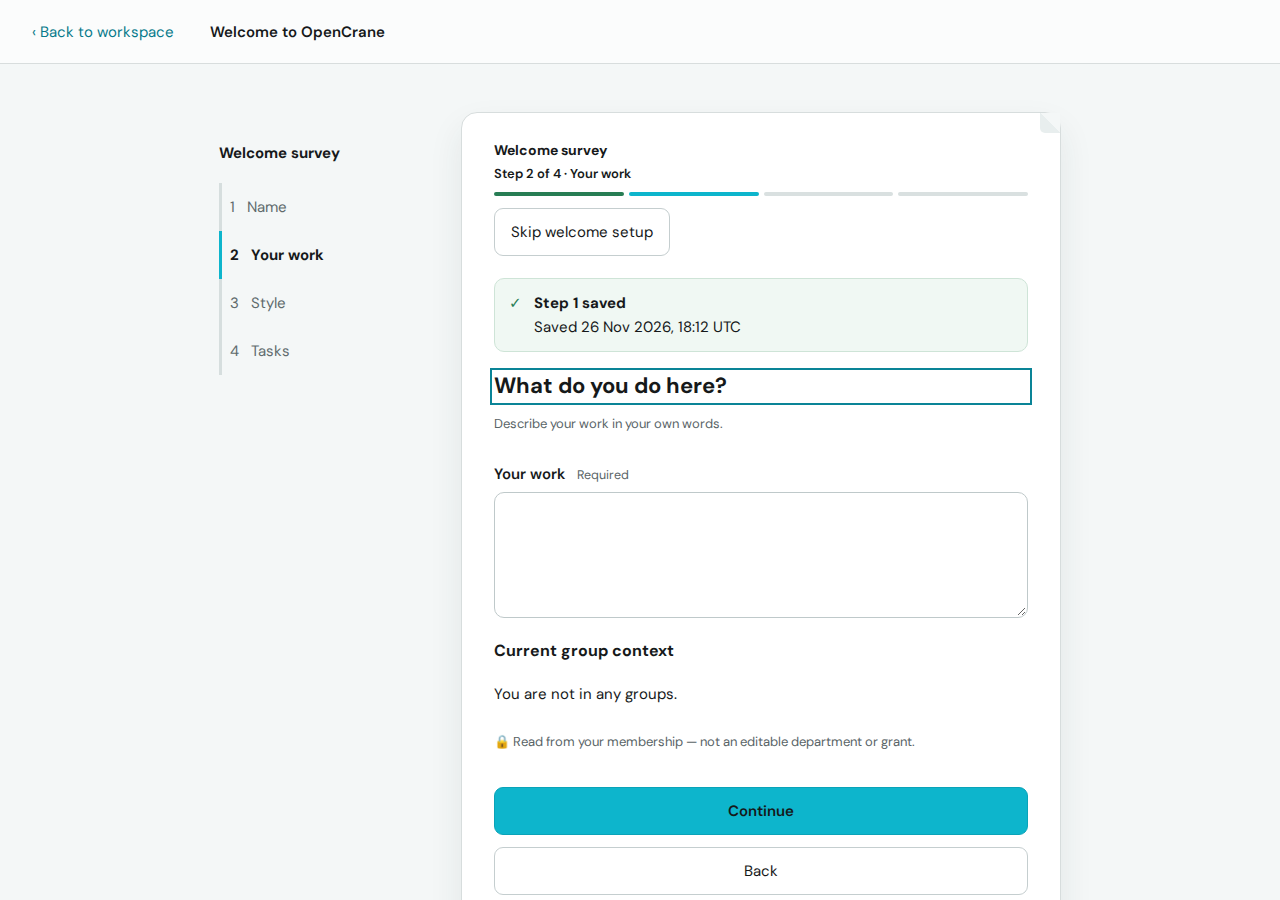 ‹ Back to workspace
Welcome to OpenCrane
Welcome survey
1 Name
2 Your work
3 Style
4 Tasks
Welcome survey
Step 2 of 4 · Your work
Skip welcome setup
✓ Step 1 saved
Saved 26 Nov 2026, 18:12 UTC
What do you do here?
Describe your work in your own words.
Your work Required
Current group context
You are not in any groups.
🔒 Read from your membership — not an editable department or grant.
Continue
Back